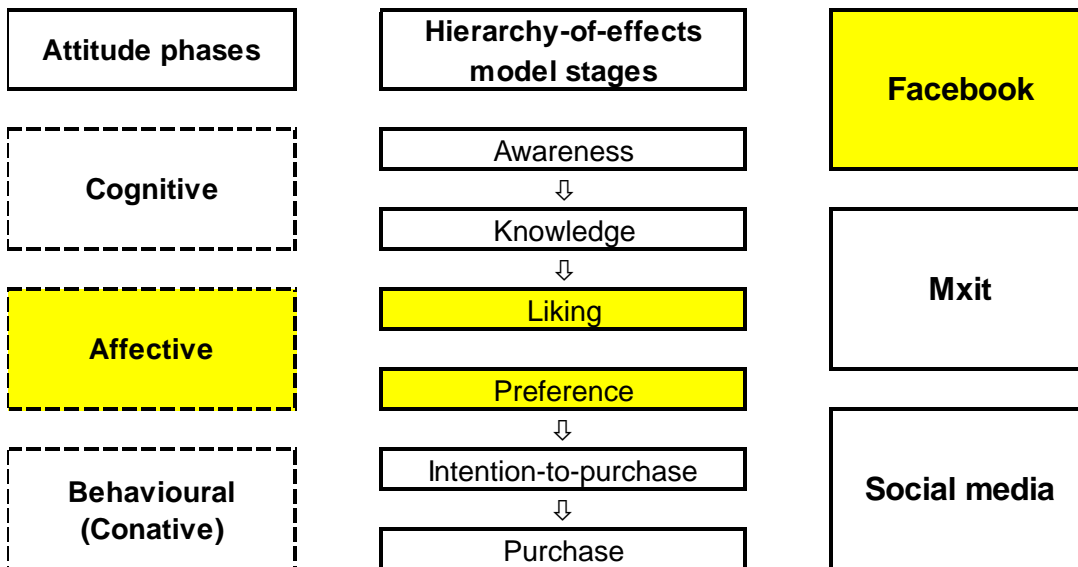 Attitude phases
Cognitive
Affective
Behavioural
(Conative)
Hierarchy-of-effects
model stages
Awareness
⇩
Knowledge
⇩
Liking
Preference
⇩
Intention-to-purchase
⇩
Purchase
Facebook
Mxit
Social media